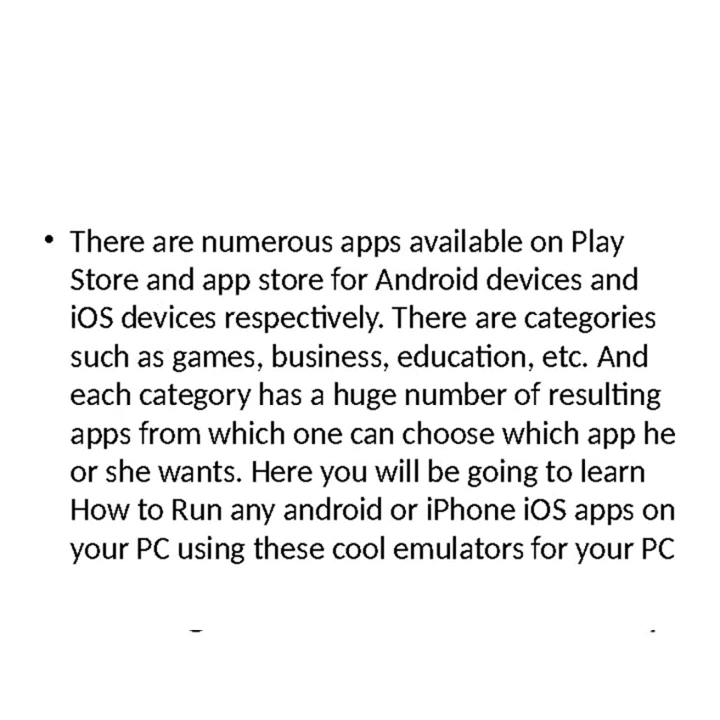 • There are numerous apps available on Play
Store and app store for Android devices and
iOS devices respectively. There are categories
such as games, business, education, etc. And
each category has a huge number of resulting
apps from which one can choose which app he
or she wants. Here you will be going to learn
How to Run any android or iPhone iOS apps on
your PC using these cool emulators for your PC